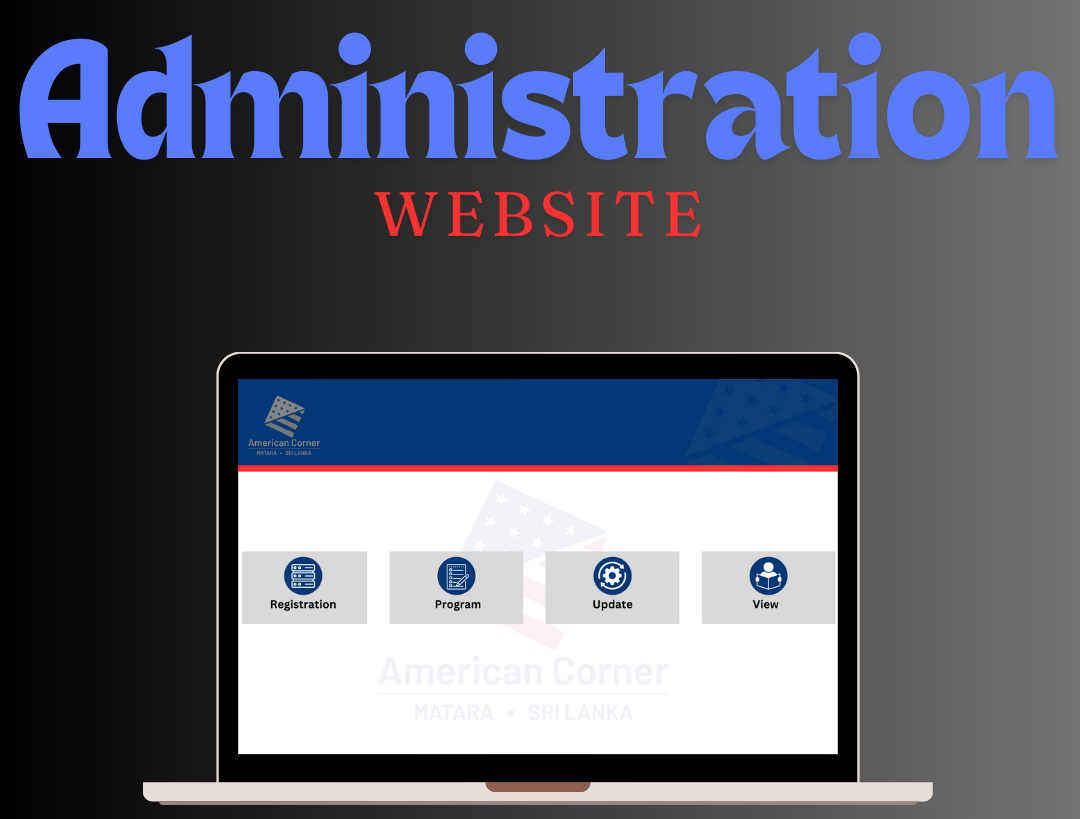 Administration
WEBSITE
American Corner
MATARA • SRI LANKA
Registration
Program
Update
View
American Corner
MATARA • SRI LANKA